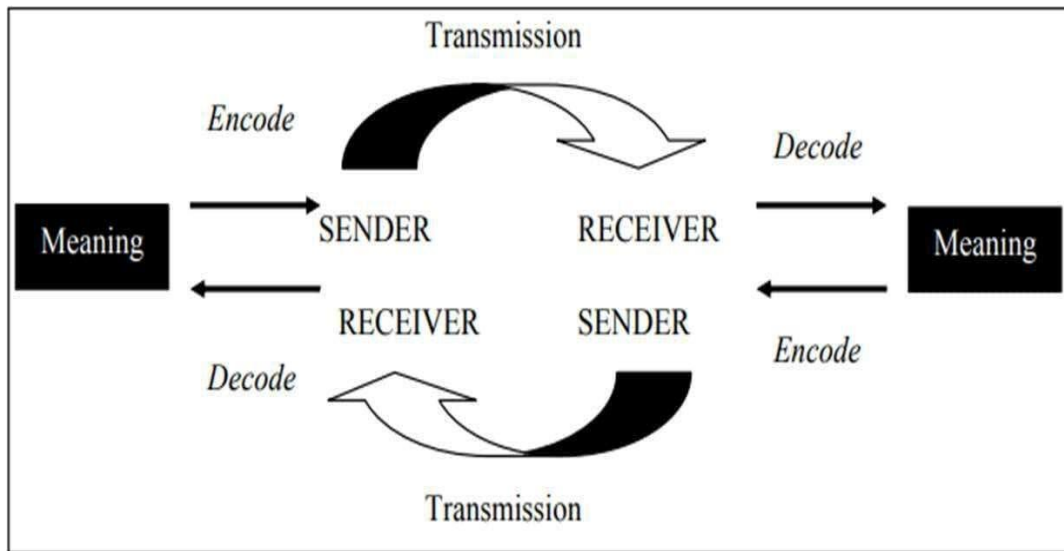 Transmission
Encode
Decode
Meaning
SENDER
RECEIVER
Meaning
RECEIVER
SENDER
Encode
Decode
Transmission